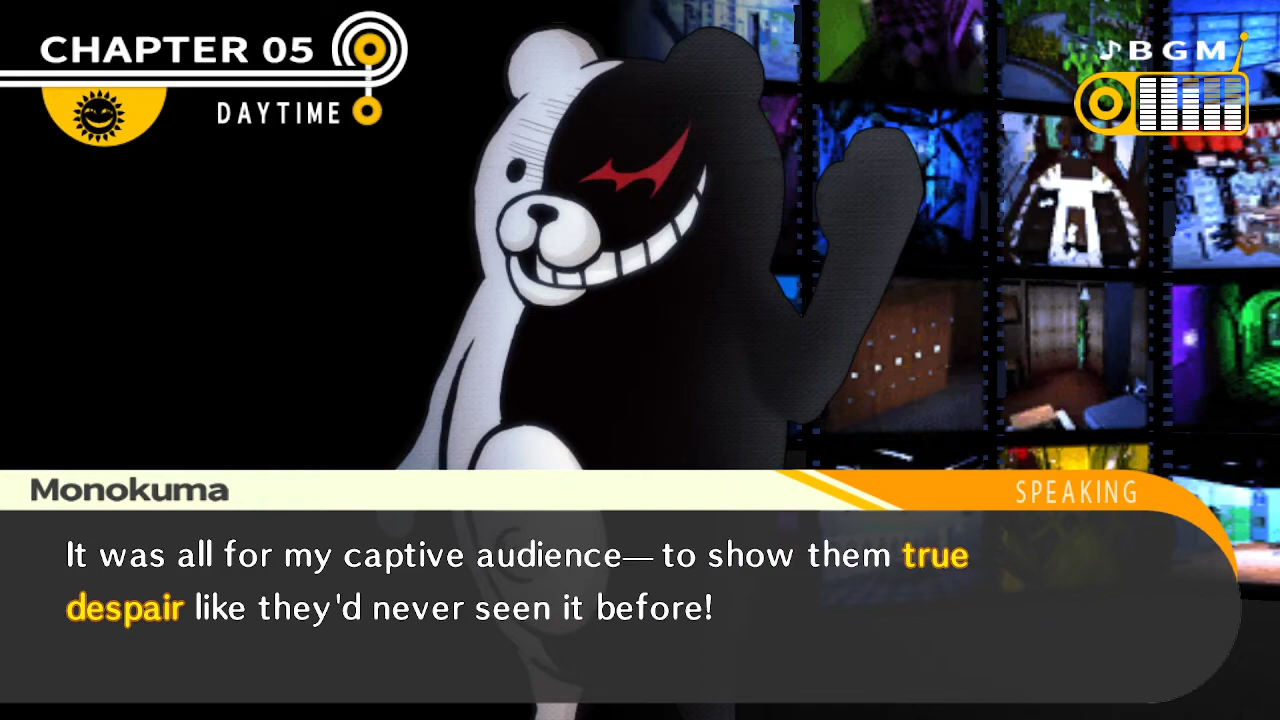 CHAPTER 05
DAYTIME
♪BGM
Monokuma
SPEAKING
It was all for my captive audience— to show them true
despair like they'd never seen it before!